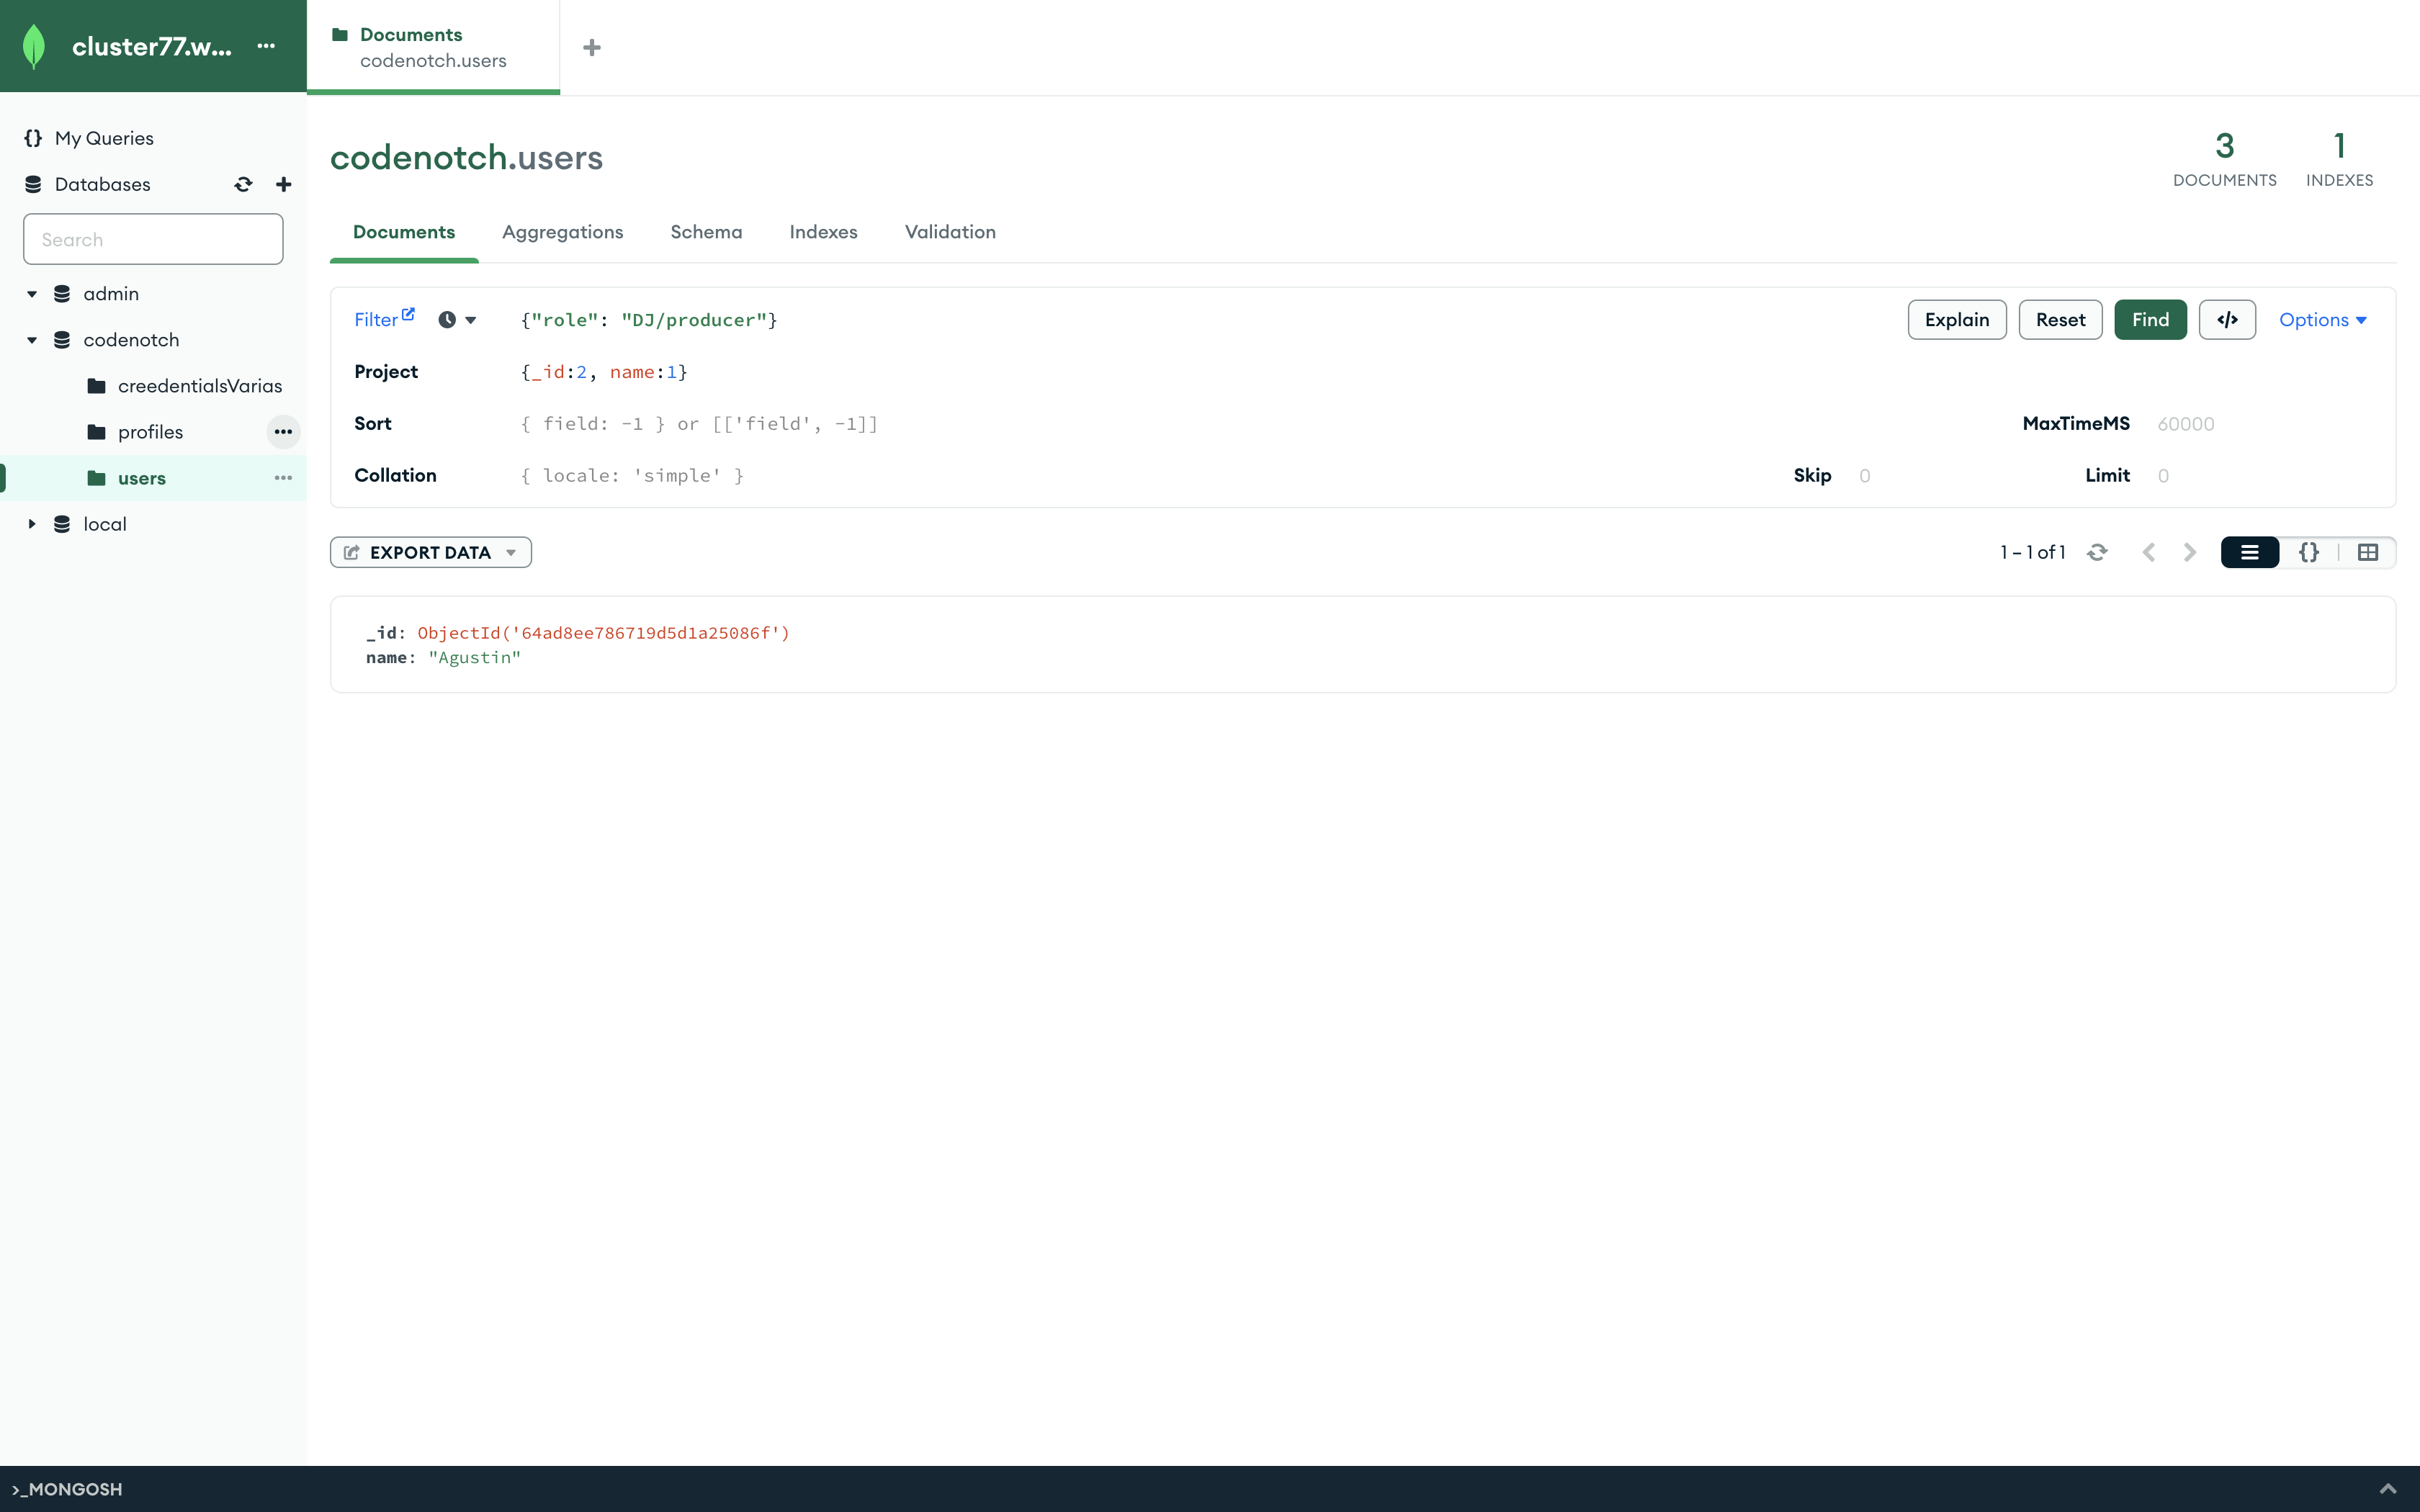 cluster77.w... 
Documents
codenotch.users
My Queries
Databases
Search
admin
codenotch
creedentialsVarias
profiles
users
local
codenotch.users
3
DOCUMENTS
1
INDEXES
Documents Aggregations Schema Indexes Validation
Filter {"role": "DJ/producer"} Explain Reset Find </> Options
Project {_id:2, name:1}
Sort { field: -1 } or [['field', -1]] MaxTimeMS 60000
Collation { locale: 'simple' } Skip 0 Limit 0
EXPORT DATA 1 – 1 of 1 {}
_id: ObjectId('64ad8ee786719d5d1a25086f')
name: "Agustin"
>_MONGOSH